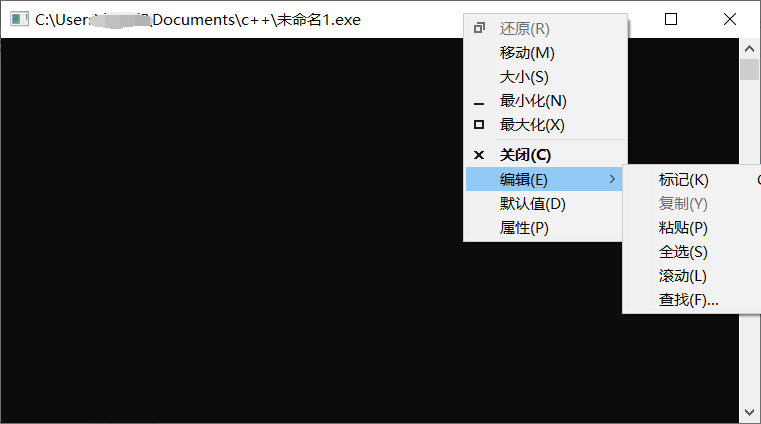 C:\Users\Documents\c++\未命名1.exe
还原(R)
移动(M)
大小(S)
最小化(N)
最大化(X)
关闭(C)
编辑(E)
默认值(D)
属性(P)
标记(K)
复制(Y)
粘贴(P)
全选(S)
滚动(L)
查找(F)...